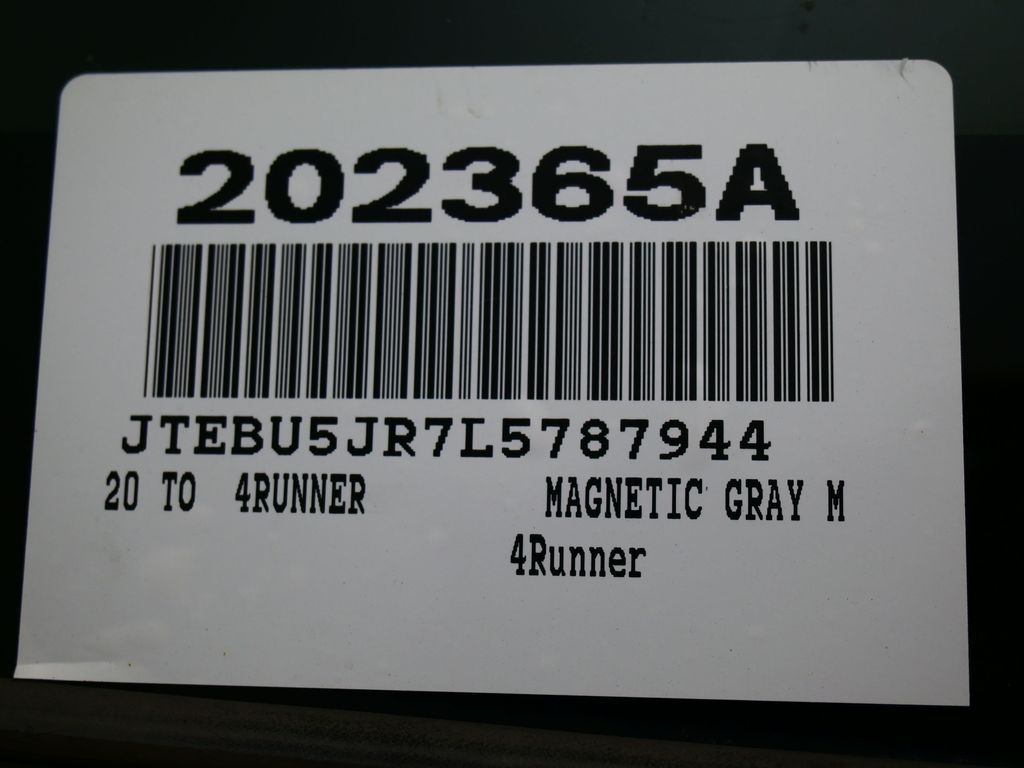 202365A
JTEBU5JR7L5787944
20 TO 4RUNNER MAGNETIC GRAY M
4Runner